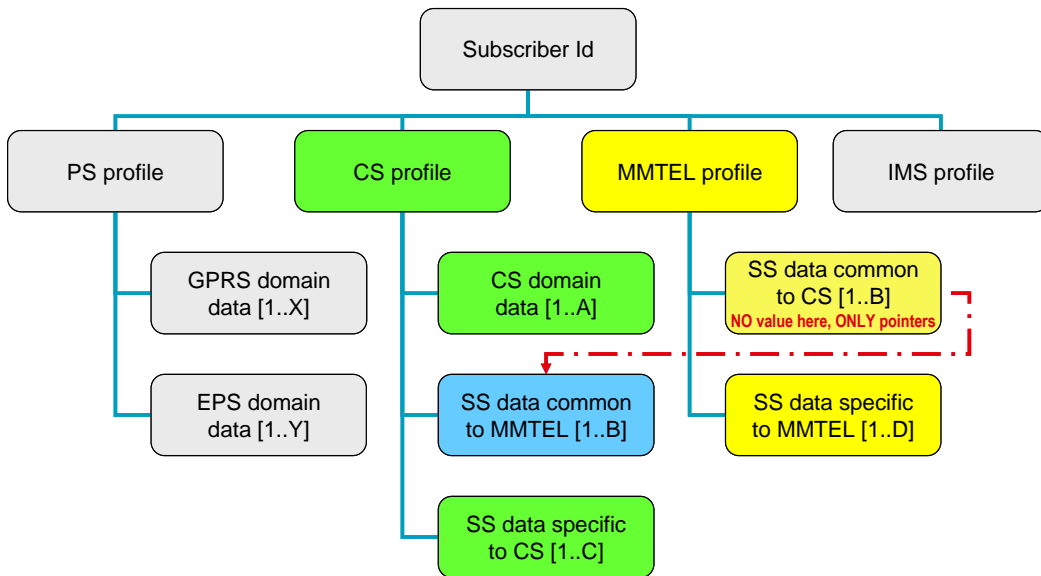 Subscriber Id
PS profile
CS profile
MMTEL profile
IMS profile
GPRS domain
data [1..X]
CS domain
data [1..A]
SS data common
to CS [1..B]
NO value here, ONLY pointers
EPS domain
data [1..Y]
SS data common
to MMTEL [1..B]
SS data specific
to MMTEL [1..D]
SS data specific
to CS [1..C]